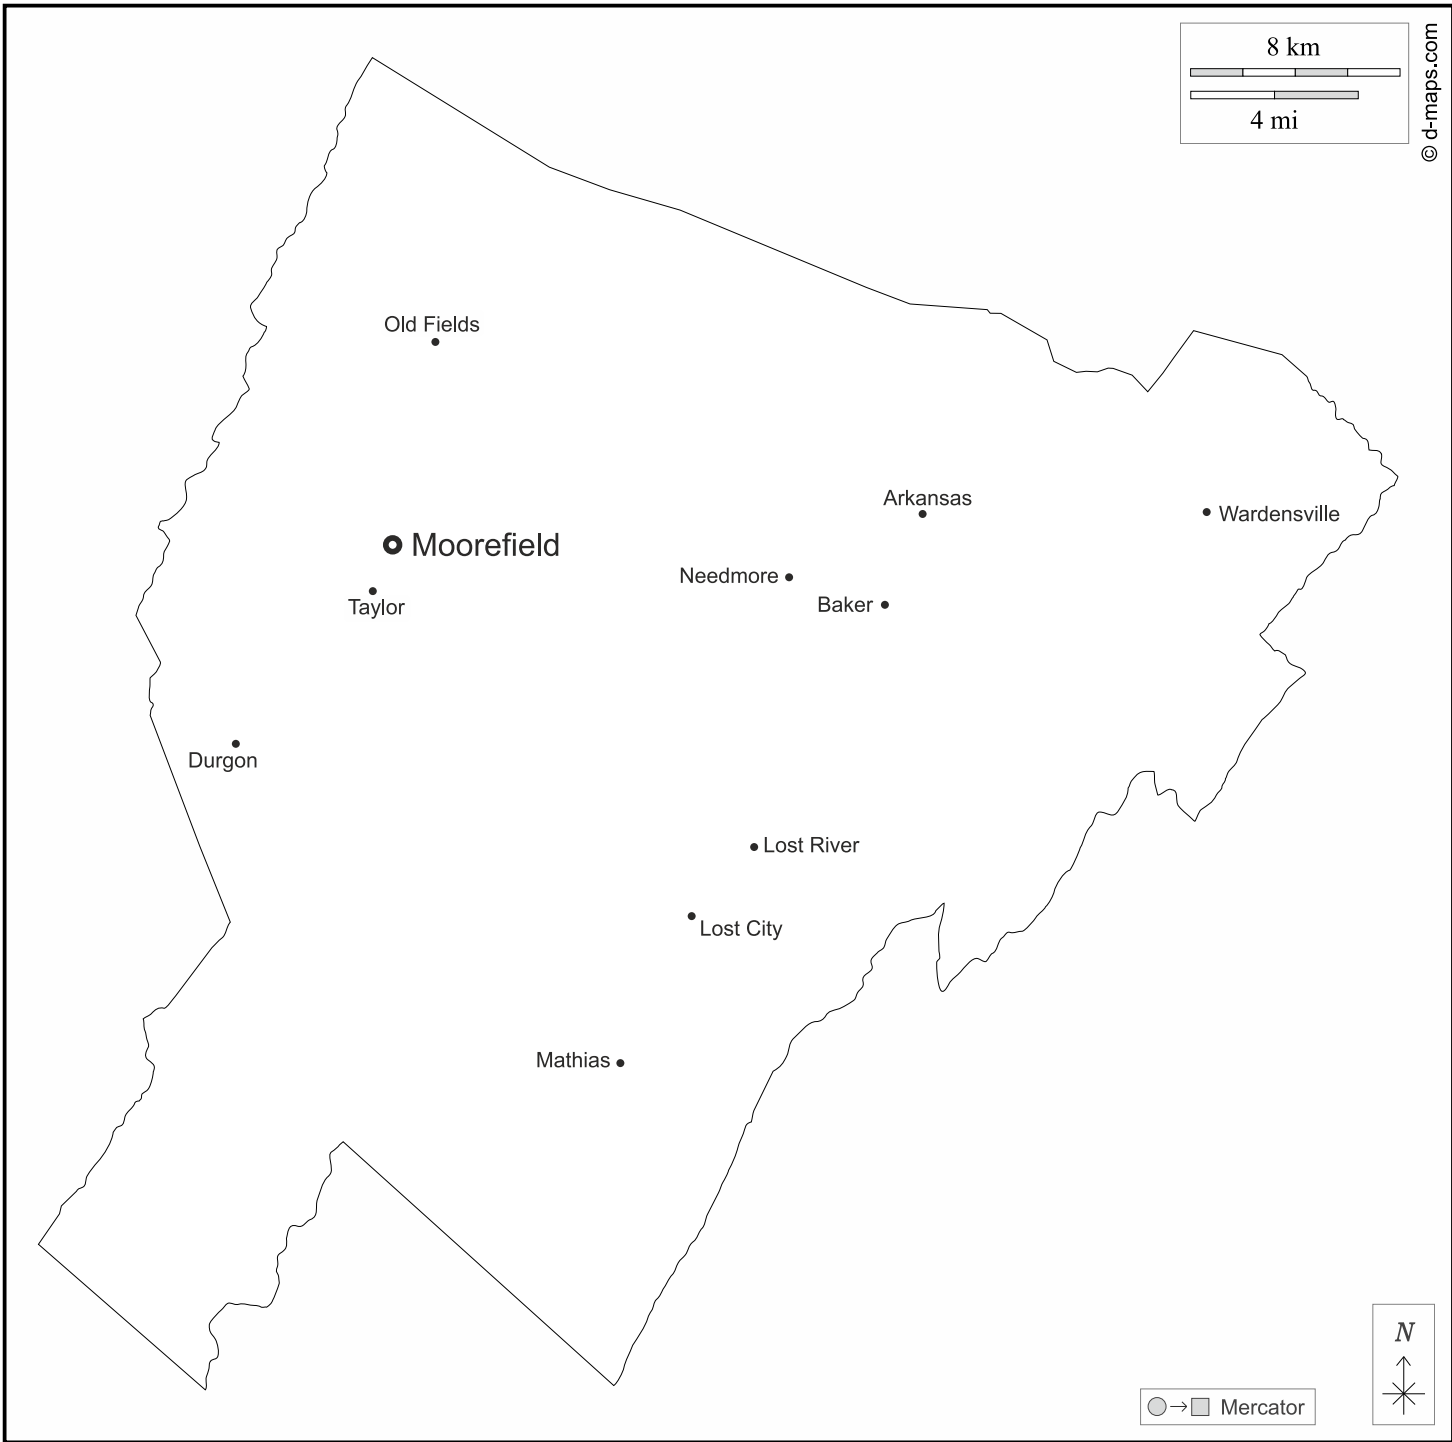 8 km
4 mi
© d-maps.com
Old Fields
Arkansas
Wardensville
Moorefield
Needmore
Baker
Taylor
Durgon
Lost River
Lost City
Mathias
N
Mercator